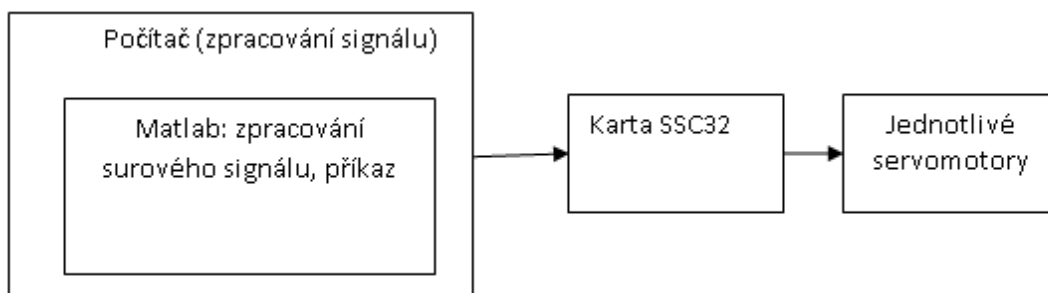 Počítač (zpracování signálu)
Matlab: zpracování
surového signálu, příkaz
Karta SSC32
Jednotlivé
servomotory